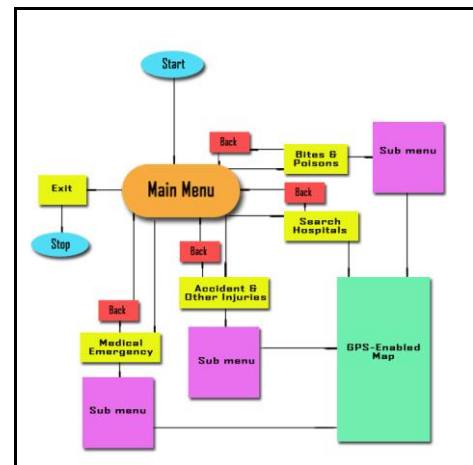 Start
Back
Bites &
Poisons
Sub menu
Exit
Main Menu
Back
Search
Hospitals
Stop
Back
Accident &
Other Injuries
Back
Medical
Emergency
Sub menu
GPS-Enabled
Map
Sub menu